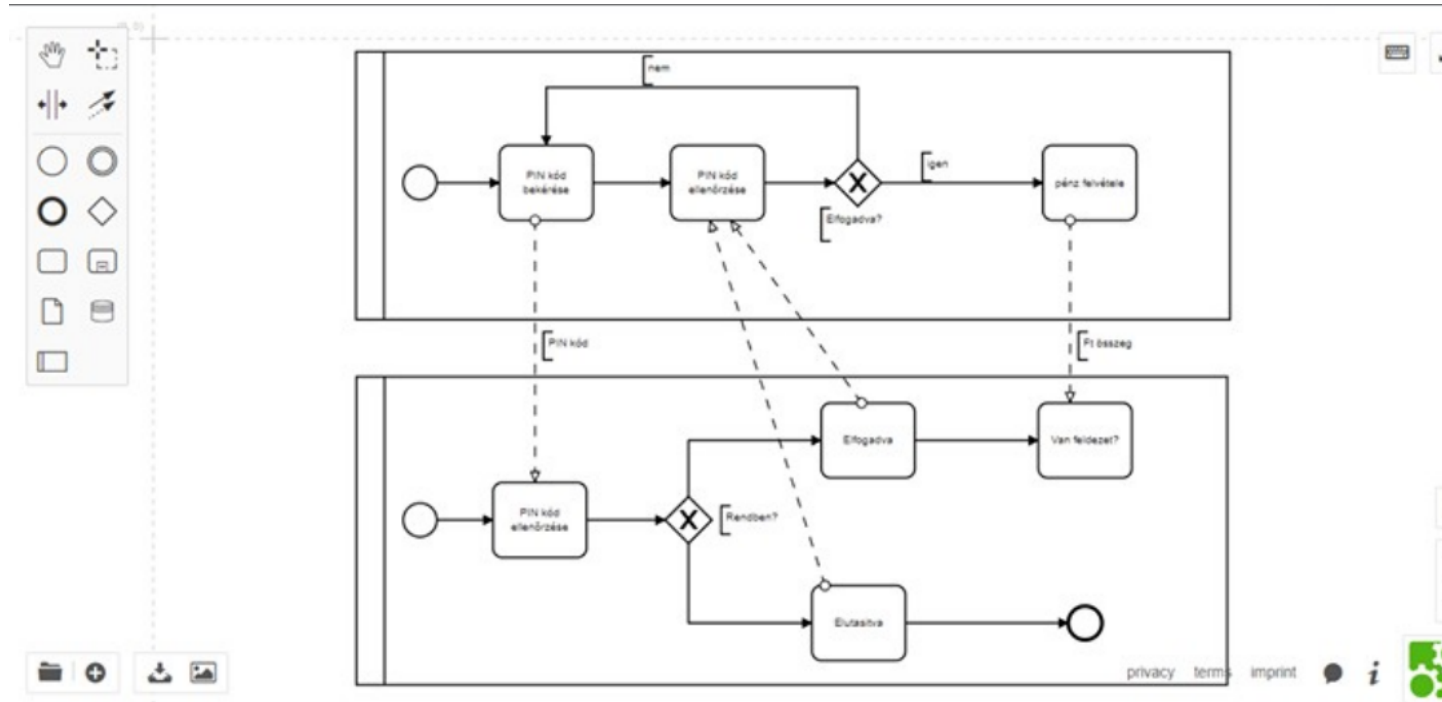 nem
PIN kód
bekérése
PIN kód
ellenőrzése
igen
pénz felvétele
Elfogadva?
PIN kód
Ft összeg
Elfogadva
Van fedezet?
PIN kód
ellenőrzése
Rendben?
Elutasítva
privacy terms imprint